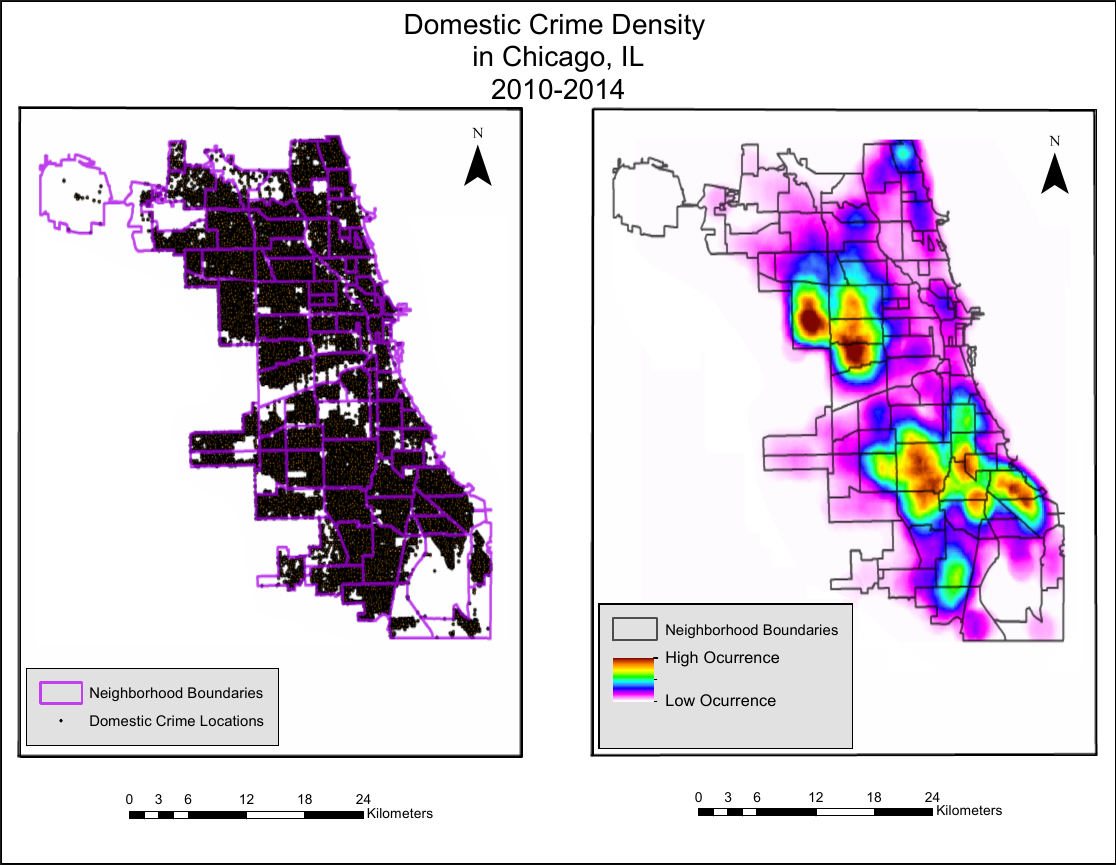 Domestic Crime Density
in Chicago, IL
2010-2014
N
Neighborhood Boundaries
Domestic Crime Locations
0 3 6 12 18 24
Kilometers
N
Neighborhood Boundaries
High Ocurrence
Low Ocurrence
0 3 6 12 18 24
Kilometers